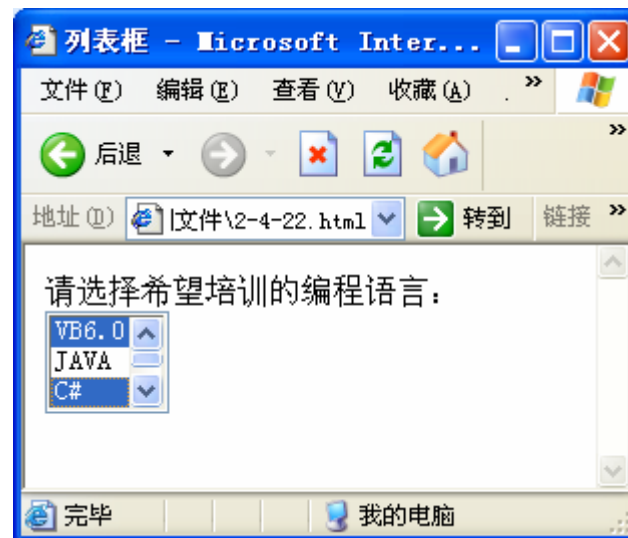 列表框 - Microsoft Inter...
文件(F) 编辑(E) 查看(V) 收藏(A) . »
后退 »
地址(D) 文件\2-4-22.html 转到 链接 »
请选择希望培训的编程语言：
VB6.0
JAVA
C#
完毕 我的电脑